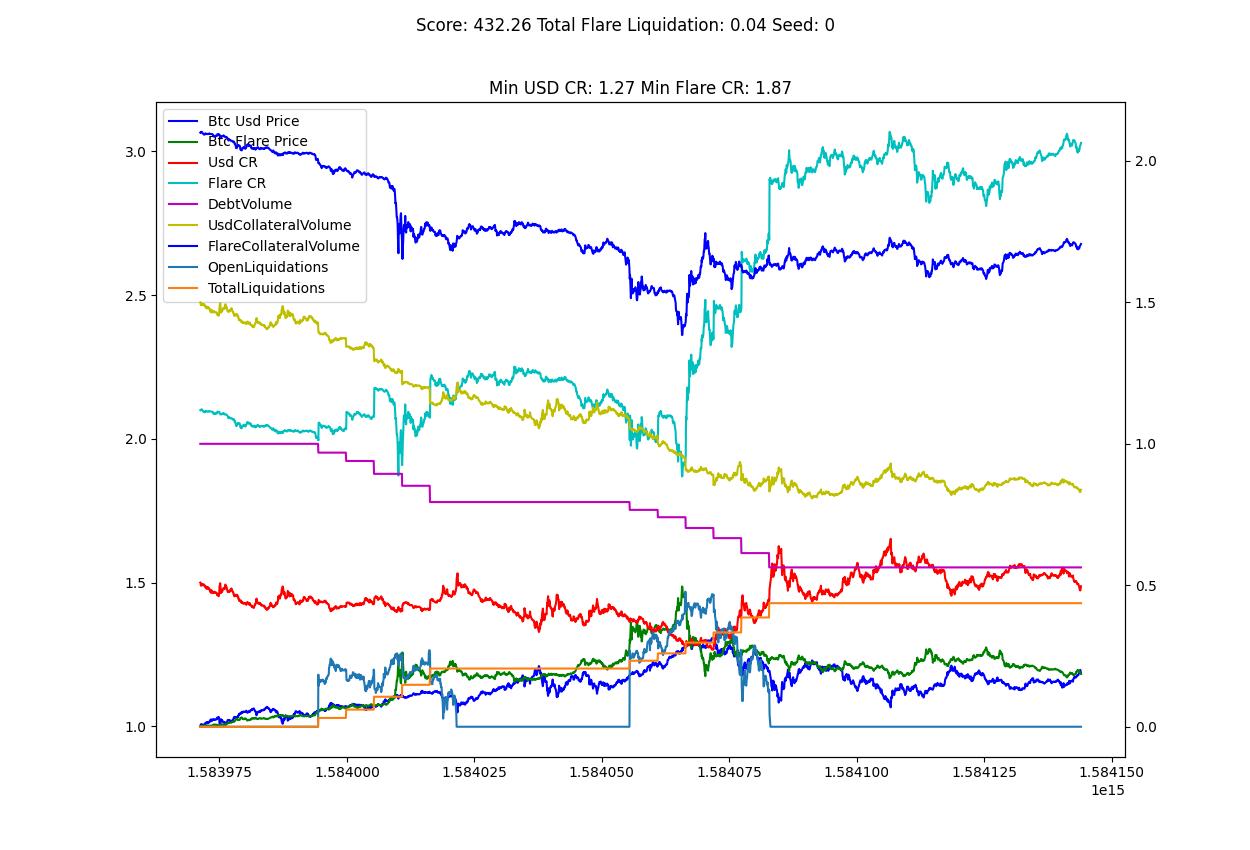 Score: 432.26 Total Flare Liquidation: 0.04 Seed: 0
Min USD CR: 1.27 Min Flare CR: 1.87
Btc Usd Price
Btc Flare Price
Usd CR
Flare CR
DebtVolume
UsdCollateralVolume
FlareCollateralVolume
OpenLiquidations
TotalLiquidations
3.0
2.5
2.0
1.5
1.0
2.0
1.5
1.0
0.5
0.0
1.583975 1.584000 1.584025 1.584050 1.584075 1.584100 1.584125 1.584150
1e15